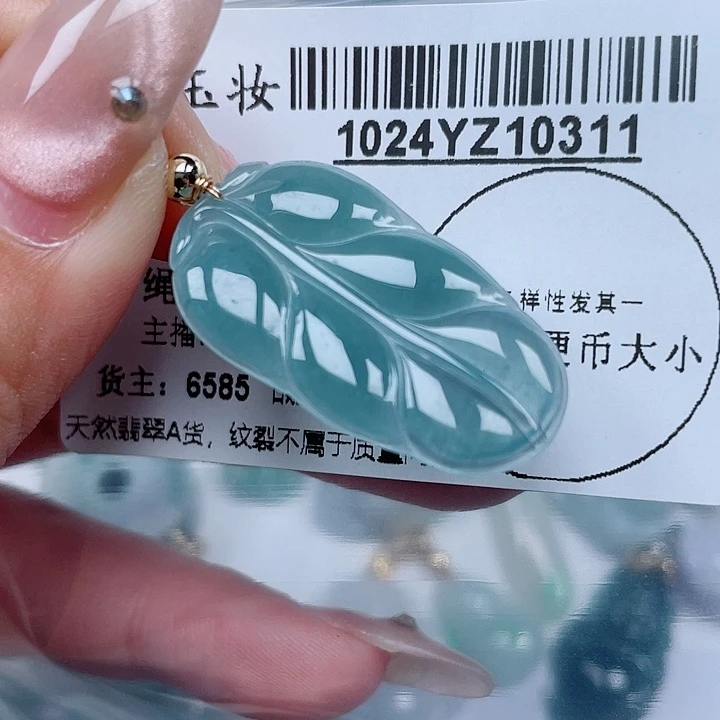 玉妆
1024YZ10311
绳
样性发其一
主播:
硬币大小
货主：6585
天然翡翠A货，纹裂不属于质量